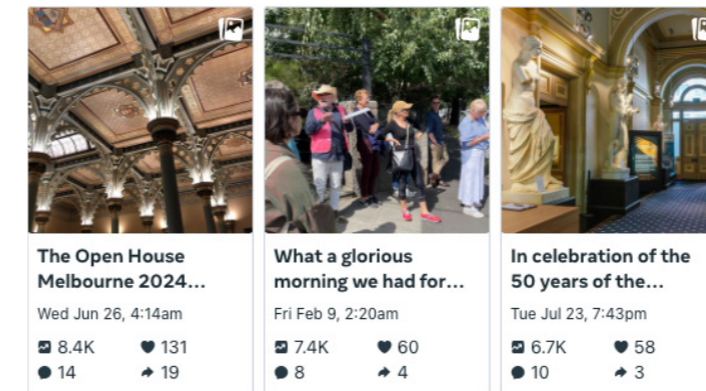 The Open House
Melbourne 2024...
Wed Jun 26, 4:14am
8.4K 131
14 19
What a glorious
morning we had for...
Fri Feb 9, 2:20am
7.4K 60
8 4
In celebration of the
50 years of the...
Tue Jul 23, 7:43pm
6.7K 58
10 3